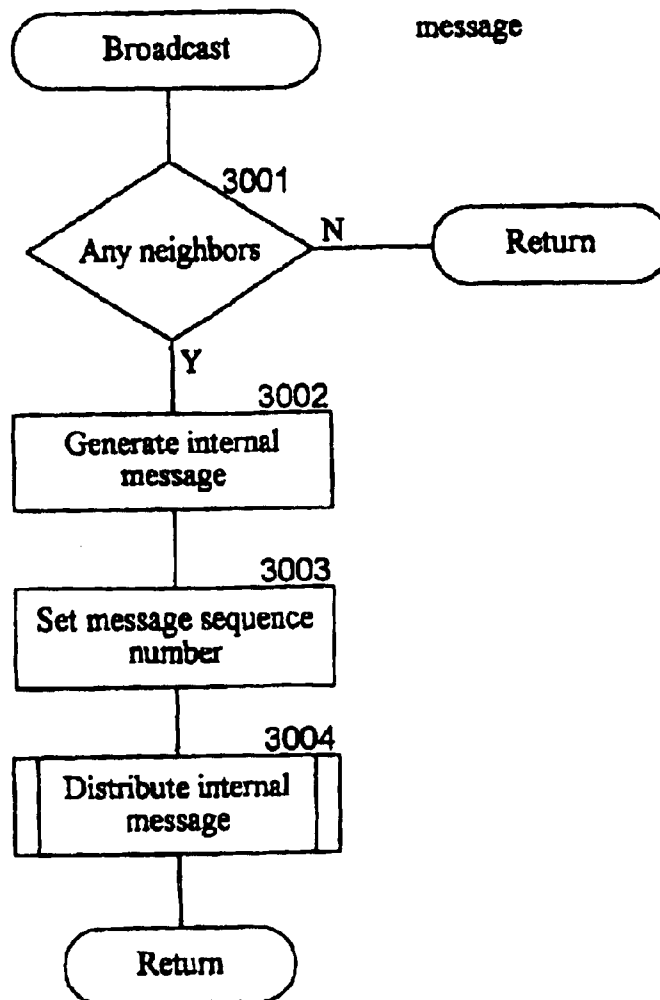 Broadcast
message
3001
Any neighbors
N
Return
Y
3002
Generate internal
message
3003
Set message sequence
number
3004
Distribute internal
message
Return